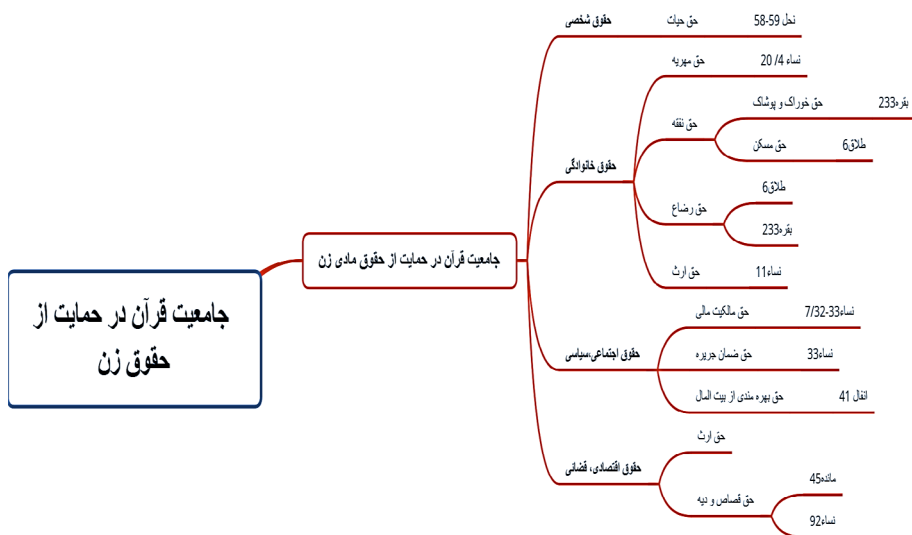 جامعیت قرآن در حمایت از
حقوق زن
جامعیت قرآن در حمایت از حقوق مادی زن
حقوق شخصی
حق حیات
نحل 59-58
حقوق خانوادگی
حق مهریه
نساء 4/ 20
حق نفقه
حق خوراک و پوشاک
بقره233
حق مسکن
طلاق6
حق رضاع
طلاق6
بقره233
حق ارث
نساء11
حقوق اجتماعی،سیاسی
حق مالکیت مالی
نساء33-7/32
حق ضمان جریره
نساء33
حق بهره مندی از بیت المال
انفال 41
حقوق اقتصادی، قضائی
حق ارث
حق قصاص و دیه
مائده45
نساء92